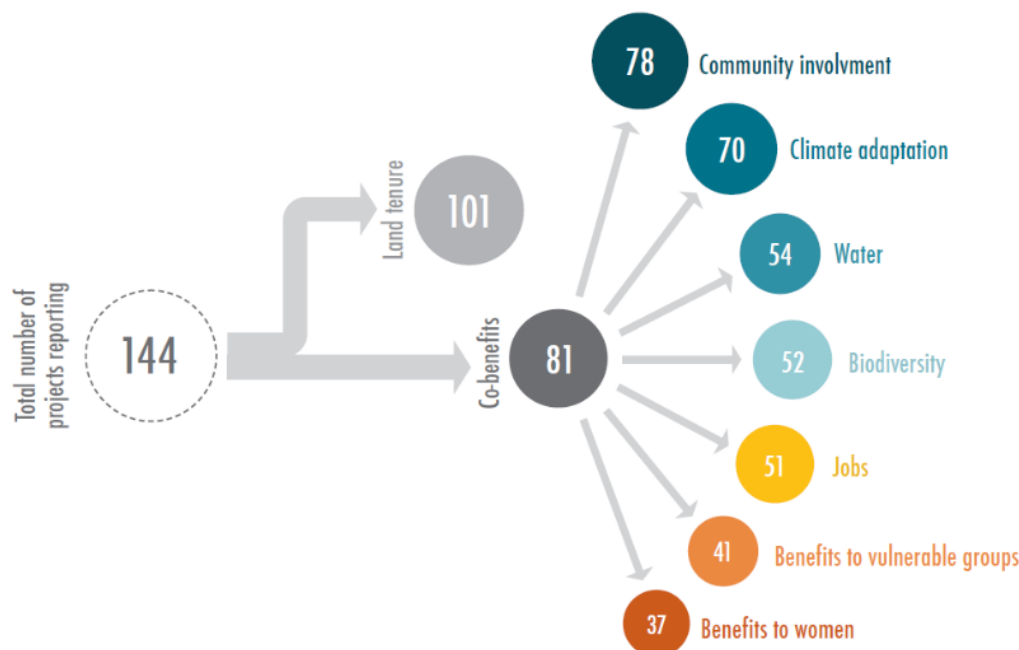 Total number of
projects reporting
144
Land tenure
101
Co-benefits
81
78
Community involvment
70
Climate adaptation
54
Water
52
Biodiversity
51
Jobs
41
Benefits to vulnerable groups
37
Benefits to women